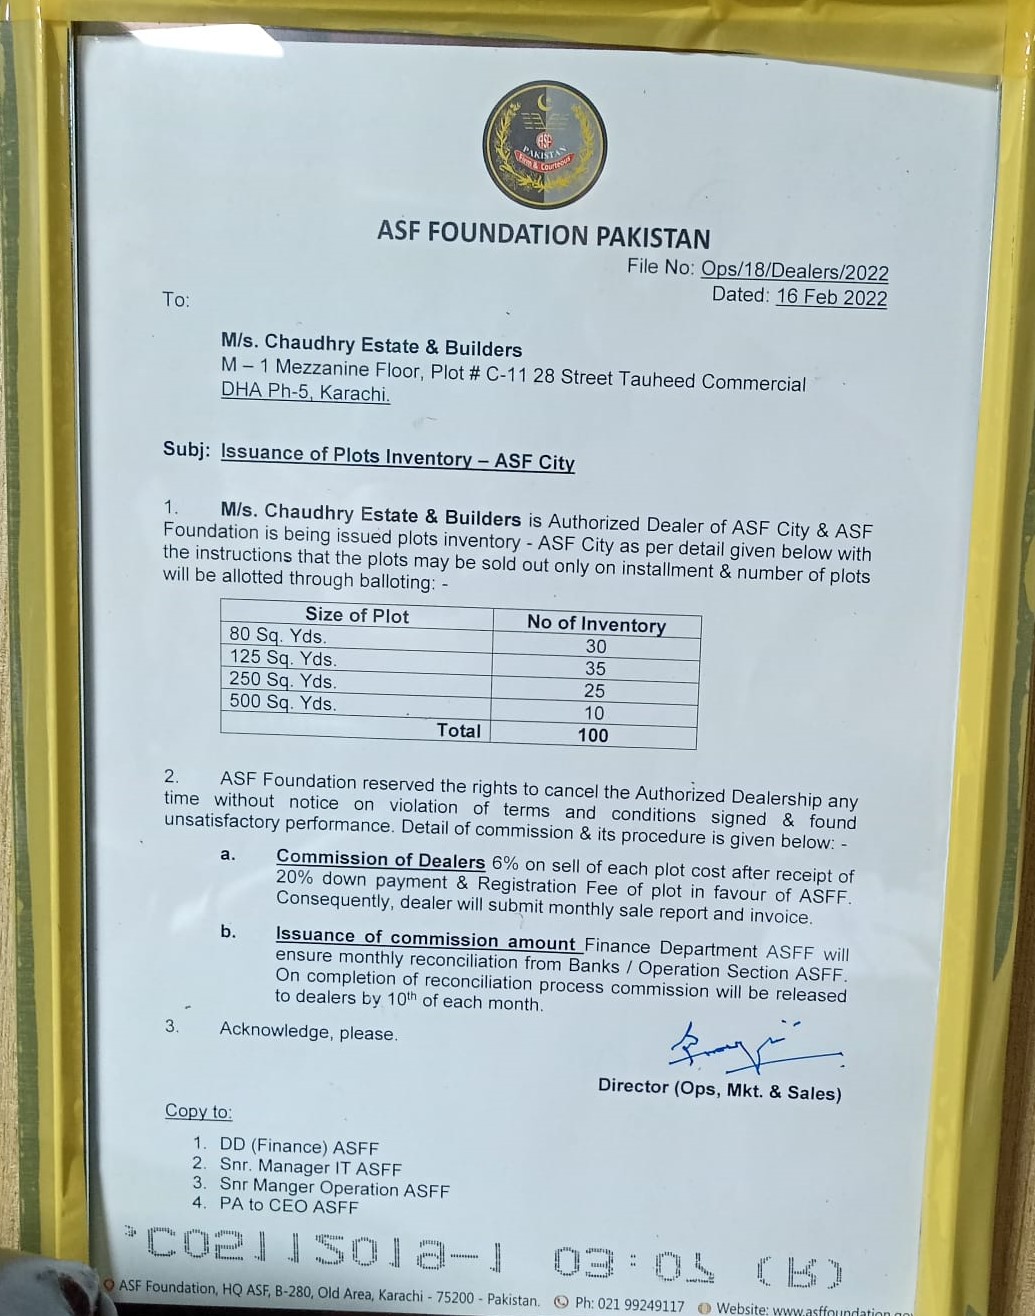 ASF
PAKISTAN
Firm & Courteous
ASF FOUNDATION PAKISTAN
File No: Ops/18/Dealers/2022
Dated: 16 Feb 2022
To:
M/s. Chaudhry Estate & Builders
M – 1 Mezzanine Floor, Plot # C-11 28 Street Tauheed Commercial
DHA Ph-5, Karachi.
Subj: Issuance of Plots Inventory – ASF City
1. M/s. Chaudhry Estate & Builders is Authorized Dealer of ASF City & ASF
Foundation is being issued plots inventory - ASF City as per detail given below with
the instructions that the plots may be sold out only on installment & number of plots
will be allotted through balloting: -
Size of Plot No of Inventory
80 Sq. Yds. 30
125 Sq. Yds. 35
250 Sq. Yds. 25
500 Sq. Yds. 10
Total 100
2. ASF Foundation reserved the rights to cancel the Authorized Dealership any
time without notice on violation of terms and conditions signed & found
unsatisfactory performance. Detail of commission & its procedure is given below: -
a. Commission of Dealers 6% on sell of each plot cost after receipt of
20% down payment & Registration Fee of plot in favour of ASFF.
Consequently, dealer will submit monthly sale report and invoice.
b. Issuance of commission amount Finance Department ASFF will
ensure monthly reconciliation from Banks / Operation Section ASFF.
On completion of reconciliation process commission will be released
to dealers by 10th of each month.
3. Acknowledge, please.
Director (Ops, Mkt. & Sales)
Copy to:
1. DD (Finance) ASFF
2. Snr. Manager IT ASFF
3. Snr Manger Operation ASFF
4. PA to CEO ASFF
ASF Foundation, HQ ASF, B-280, Old Area, Karachi - 75200 - Pakistan. Ph: 021 99249117 Website: www.asffoundation.go